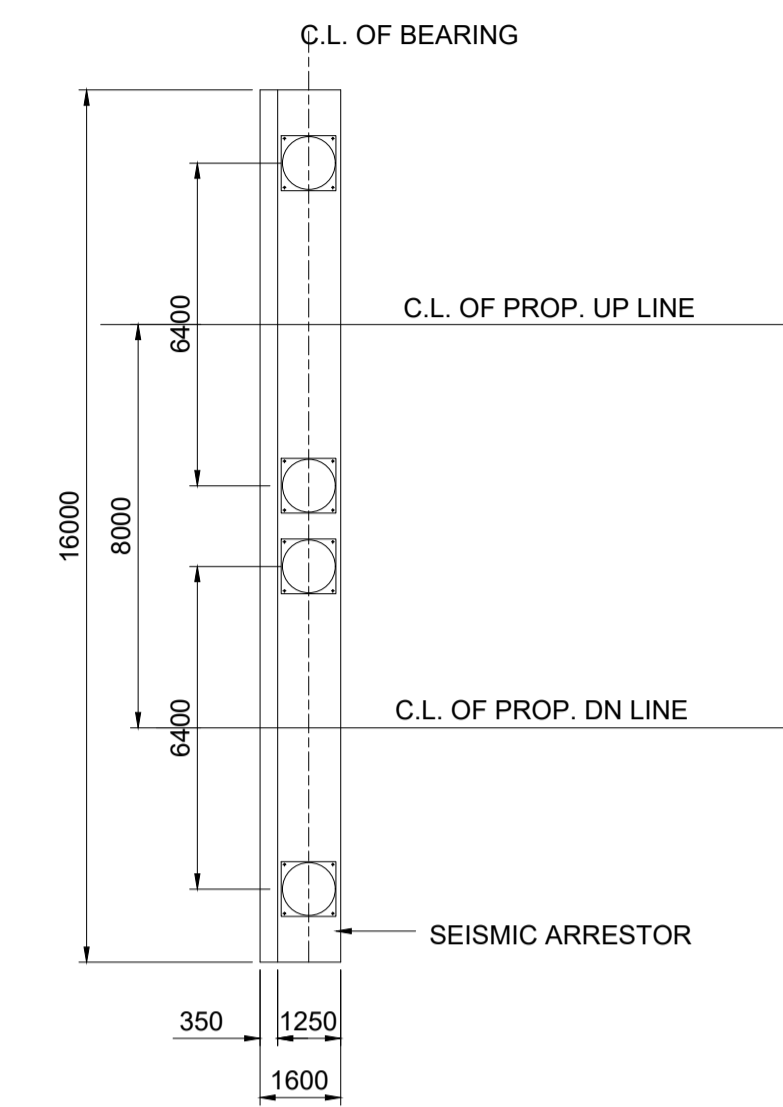 C.L. OF BEARING
C.L. OF PROP. UP LINE
6400
16000
8000
C.L. OF PROP. DN LINE
6400
SEISMIC ARRESTOR
350
1250
1600